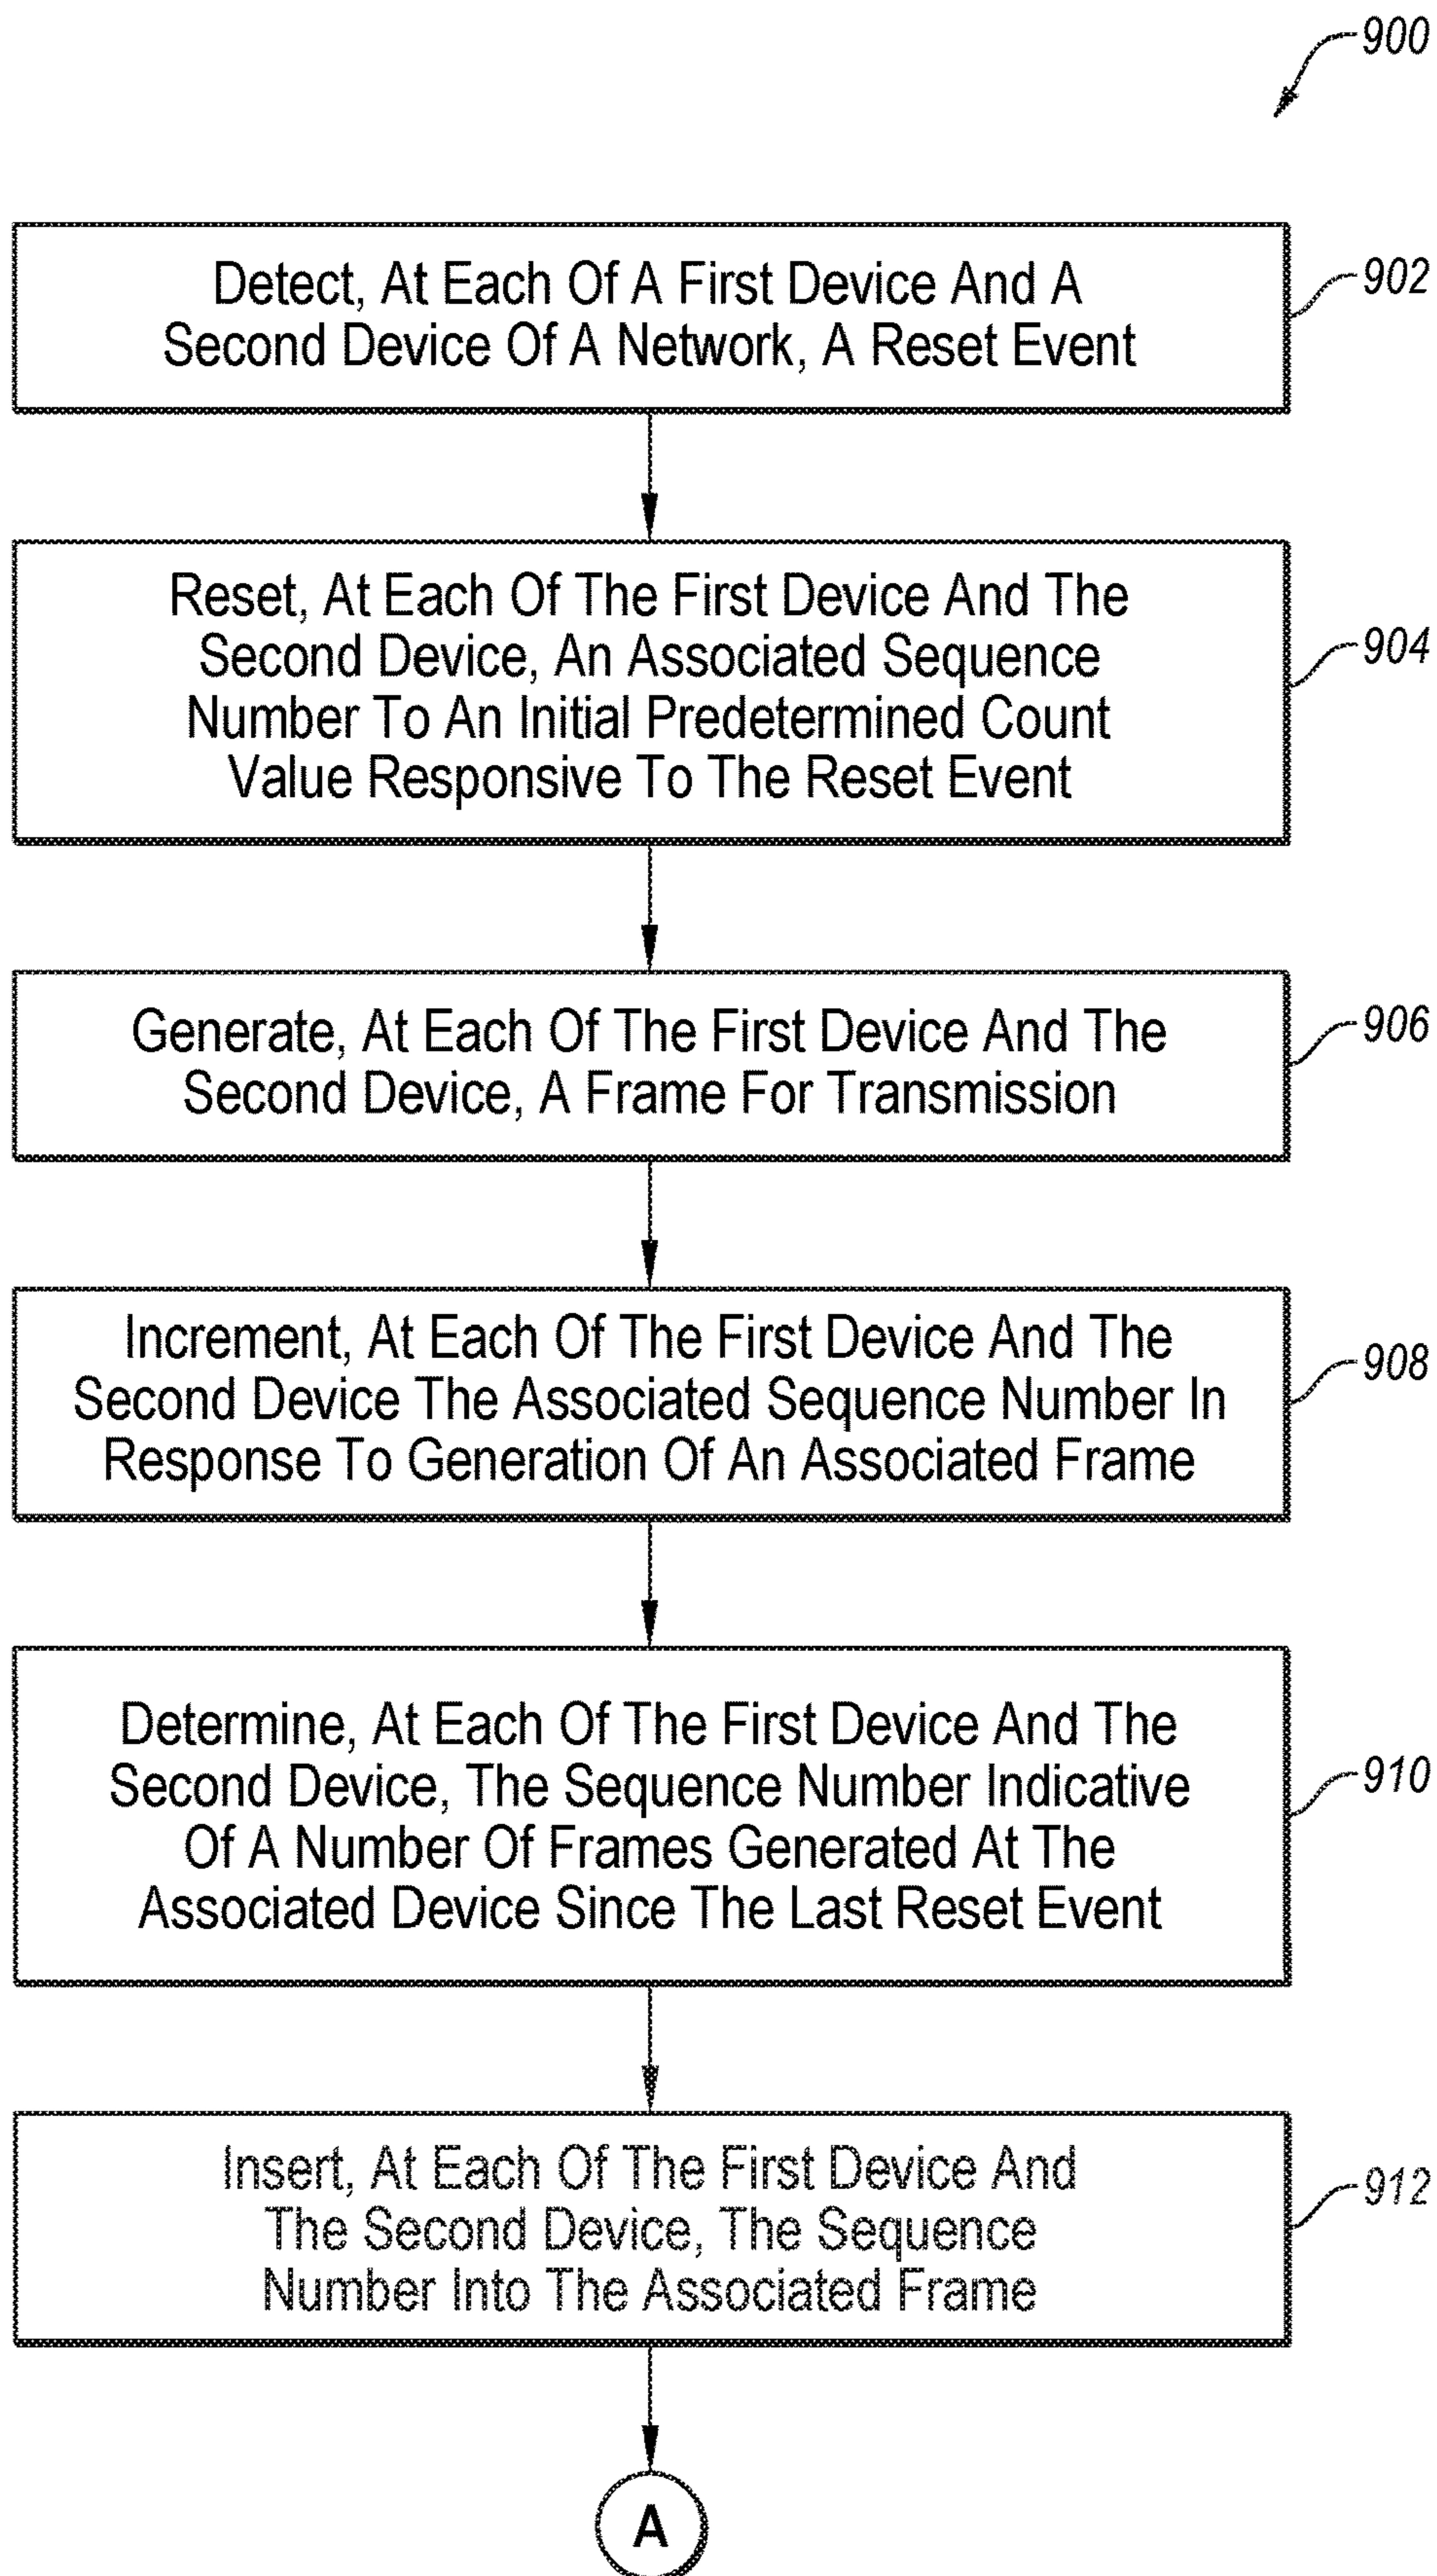 900
Detect, At Each Of A First Device And A
Second Device Of A Network, A Reset Event
902
Reset, At Each Of The First Device And The
Second Device, An Associated Sequence
Number To An Initial Predetermined Count
Value Responsive To The Reset Event
904
Generate, At Each Of The First Device And The
Second Device, A Frame For Transmission
906
Increment, At Each Of The First Device And The
Second Device The Associated Sequence Number In
Response To Generation Of An Associated Frame
908
Determine, At Each Of The First Device And The
Second Device, The Sequence Number Indicative
Of A Number Of Frames Generated At The
Associated Device Since The Last Reset Event
910
Insert, At Each Of The First Device And
The Second Device, The Sequence
Number Into The Associated Frame
912
A